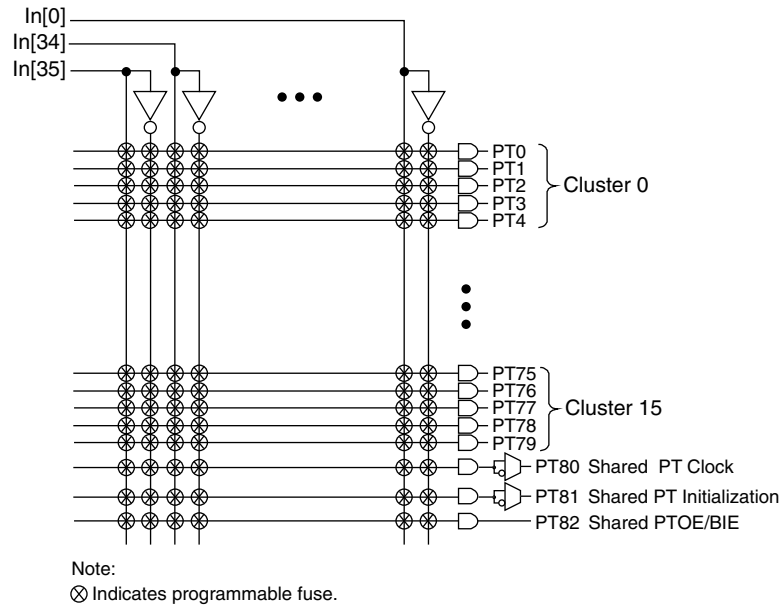 In[0]
In[34]
In[35]
PT0
PT1
PT2
PT3
PT4
Cluster 0
PT75
PT76
PT77
PT78
PT79
Cluster 15
PT80 Shared PT Clock
PT81 Shared PT Initialization
PT82 Shared PTOE/BIE
Note:
Indicates programmable fuse.